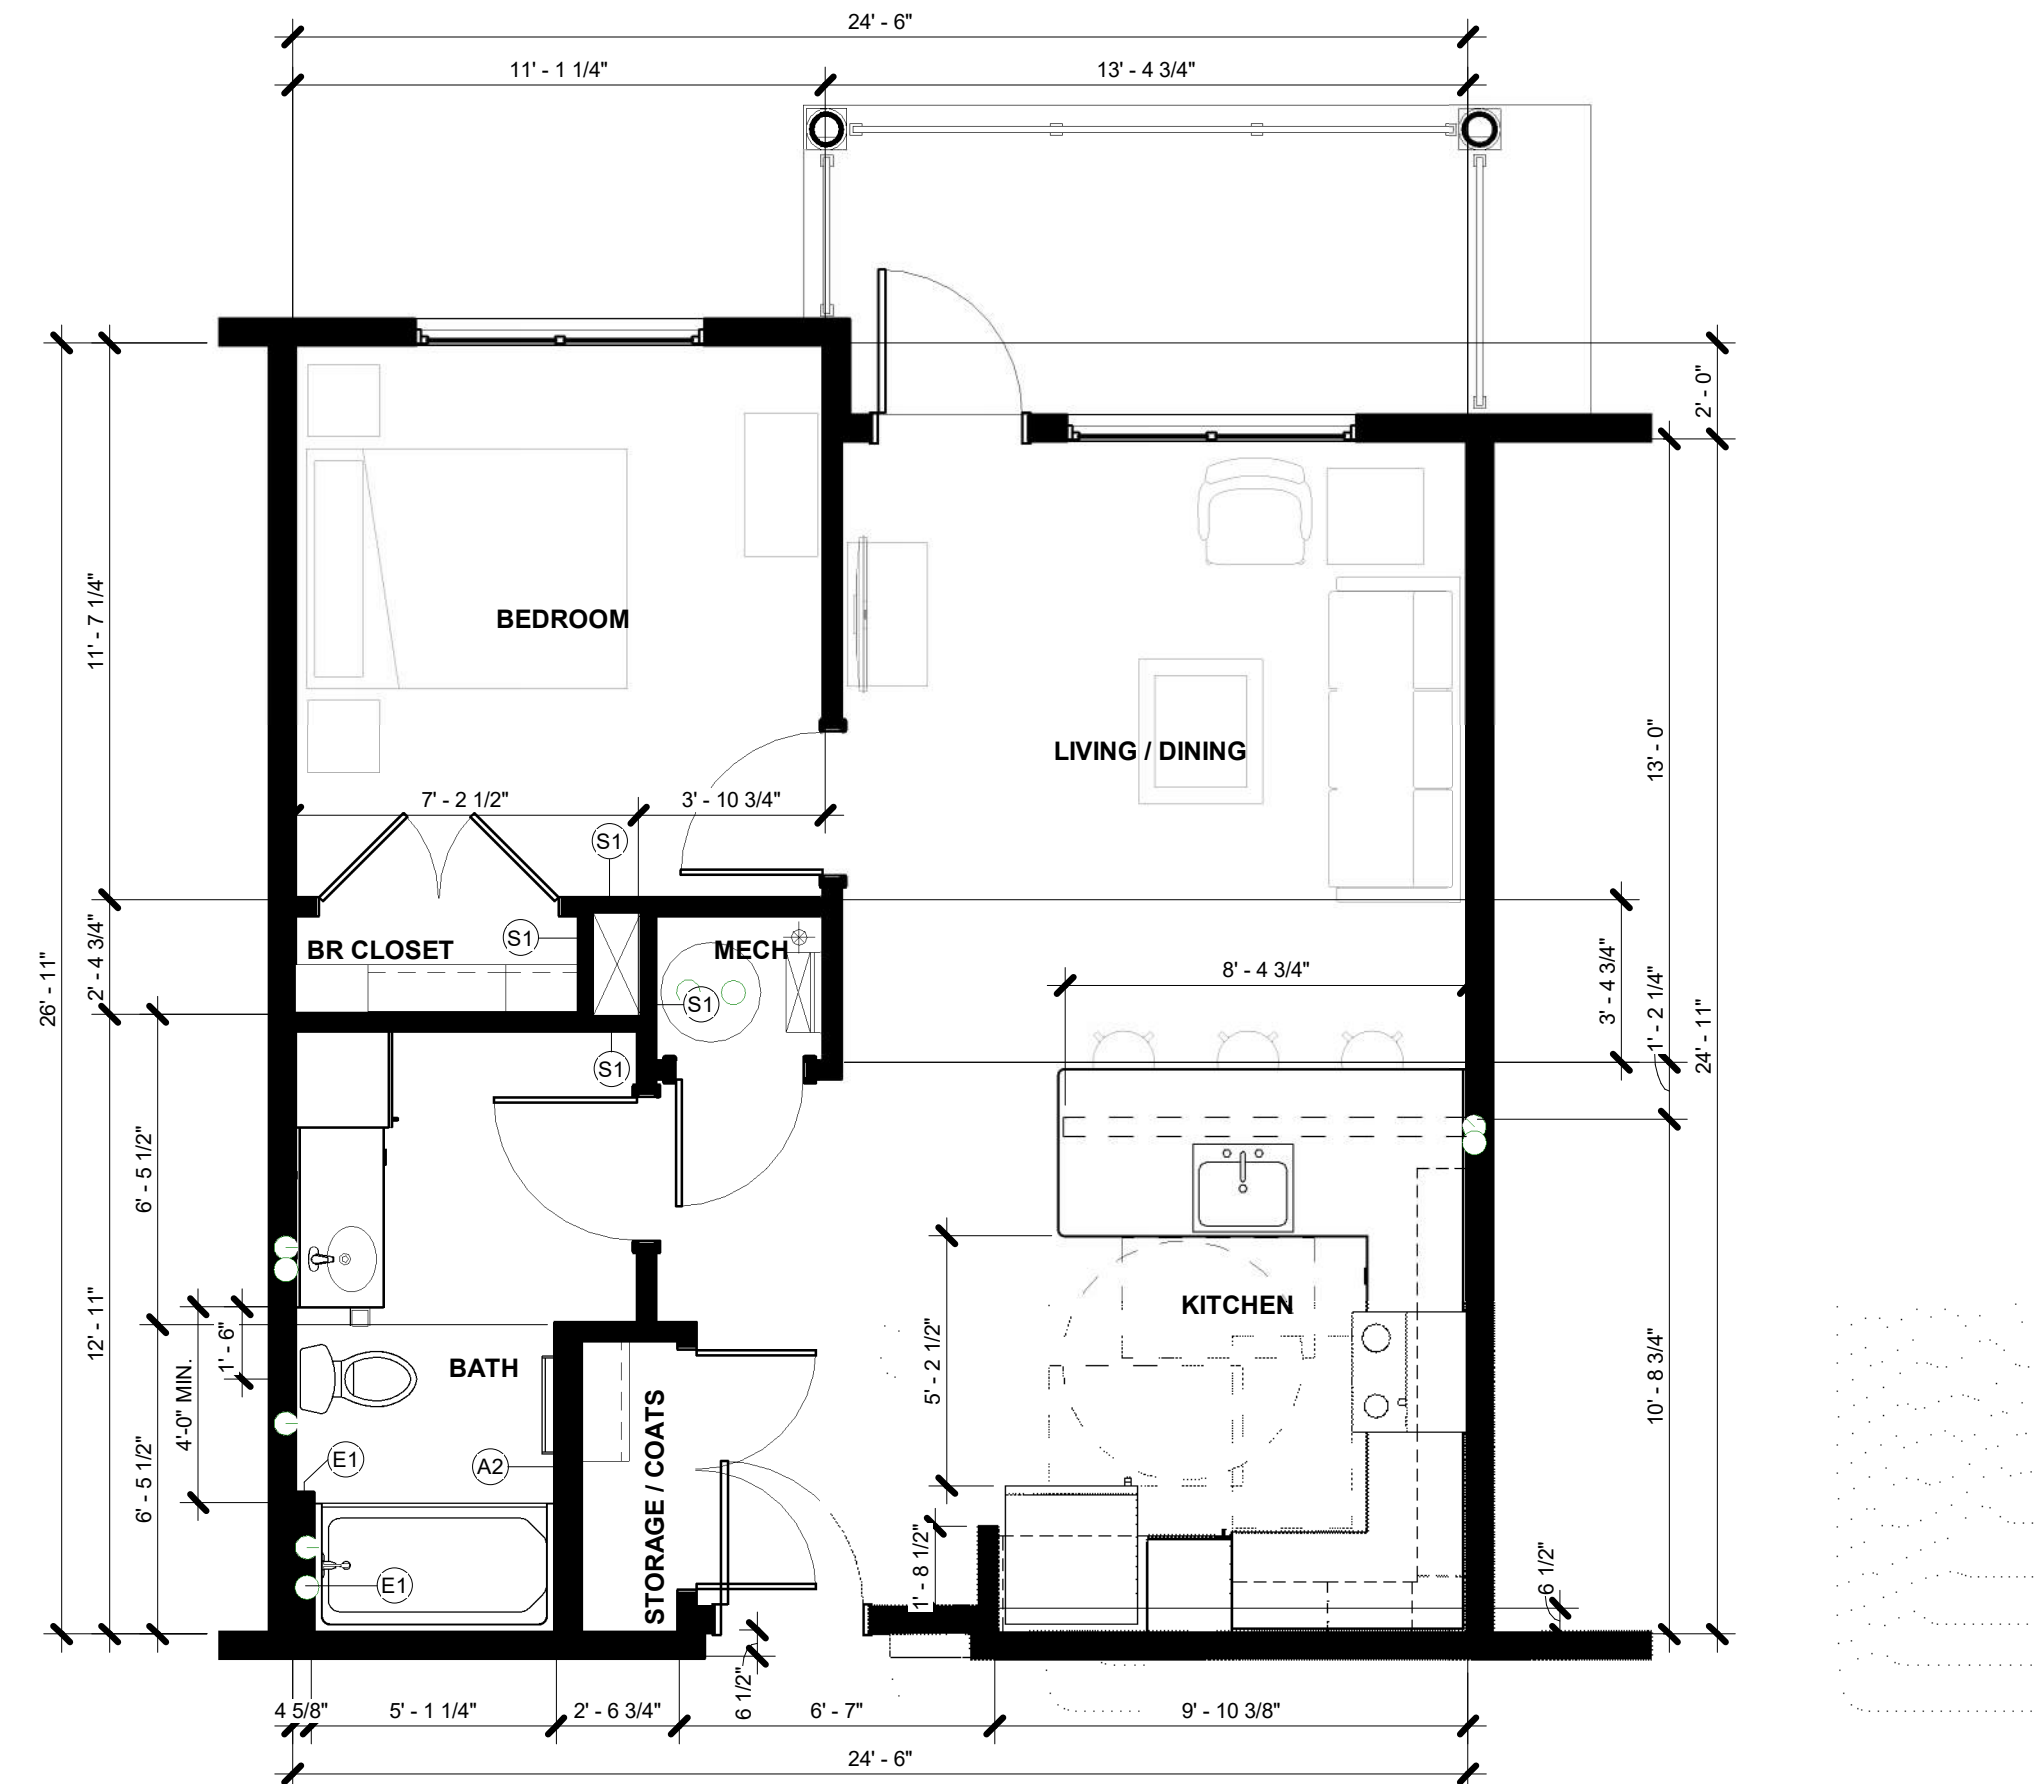 24' - 6"
11' - 1 1/4"
13' - 4 3/4"
2' - 0"
11' - 7 1/4"
BEDROOM
LIVING / DINING
13' - 0"
7' - 2 1/2"
3' - 10 3/4"
S1
26' - 11"
2' - 4 3/4"
BR CLOSET
S1
MECH
S1
8' - 4 3/4"
3' - 4 3/4"
1' - 2 1/4"
24' - 11"
S1
6' - 5 1/2"
12' - 11"
1' - 6"
4'-0" MIN.
BATH
KITCHEN
5' - 2 1/2"
10' - 8 3/4"
6' - 5 1/2"
E1
A2
STORAGE / COATS
E1
1' - 8 1/2"
6 1/2"
6 1/2"
4 5/8"
5' - 1 1/4"
2' - 6 3/4"
6' - 7"
9' - 10 3/8"
24' - 6"